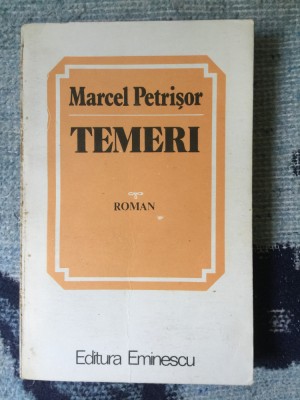 Marcel Petrișor
TEMERI
ROMAN
Editura Eminescu